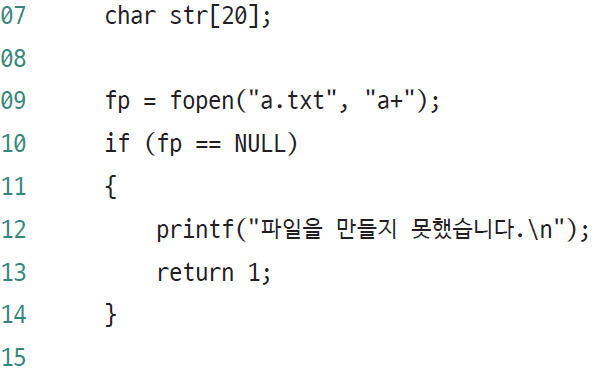 07 char str[20];
08
09 fp = fopen("a.txt", "a+");
10 if (fp == NULL)
11 {
12 printf("파일을 만들지 못했습니다.\n");
13 return 1;
14 }
15